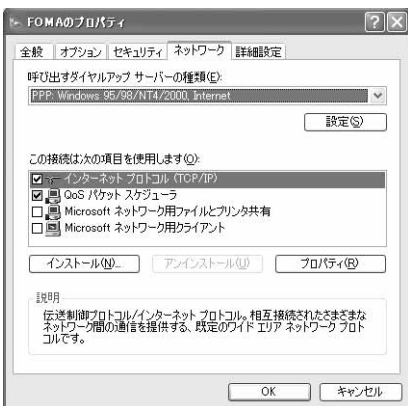 FOMAのプロパティ
全般 オプション セキュリティ ネットワーク 詳細設定
呼び出すダイヤルアップ サーバーの種類(E):
PPP: Windows 95/98/NT4/2000, Internet
設定(S)
この接続は次の項目を使用します(O):
インターネット プロトコル (TCP/IP)
QoS パケット スケジューラ
Microsoft ネットワーク用ファイルとプリンタ共有
Microsoft ネットワーク用クライアント
インストール(N)... アンインストール(U) プロパティ(R)
説明
伝送制御プロトコル/インターネット プロトコル。相互接続されたさまざまな
ネットワーク間の通信を提供する、既定のワイド エリア ネットワーク プロト
コルです。
OK キャンセル